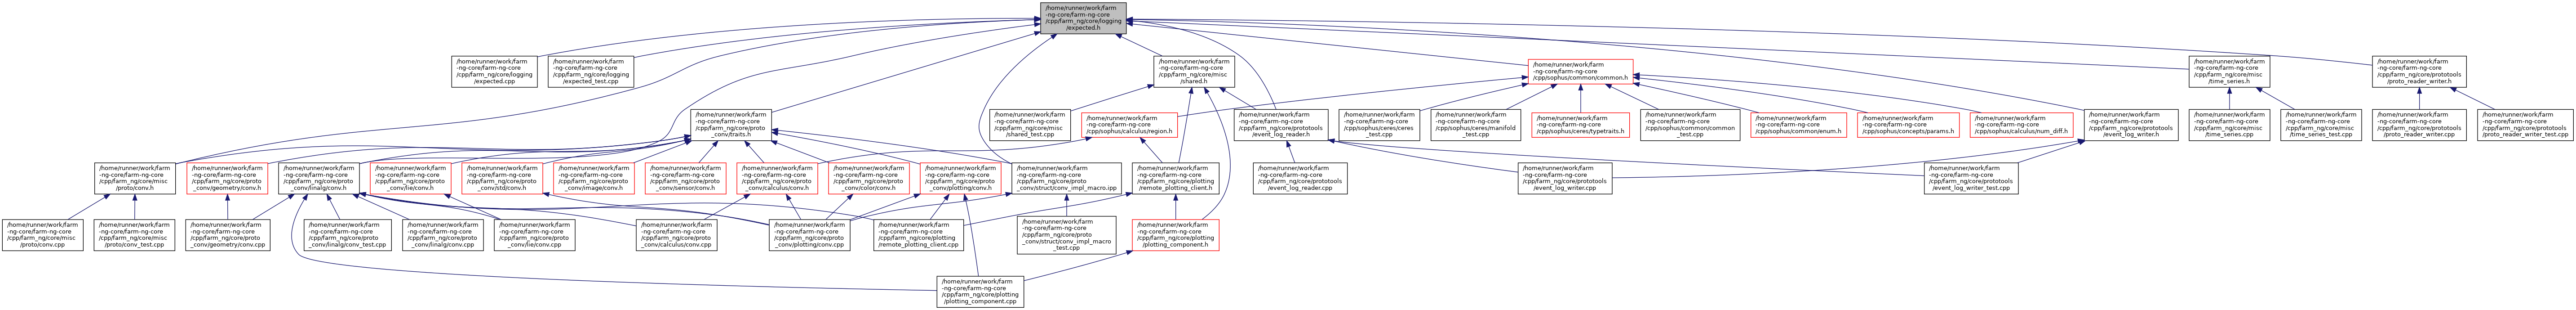 /home/runner/work/farm
-ng-core/farm-ng-core
/cpp/farm_ng/core/logging
/expected.h
/home/runner/work/farm
-ng-core/farm-ng-core
/cpp/farm_ng/core/logging
/expected.cpp
/home/runner/work/farm
-ng-core/farm-ng-core
/cpp/farm_ng/core/logging
/expected_test.cpp
/home/runner/work/farm
-ng-core/farm-ng-core
/cpp/farm_ng/core/misc
/shared.h
/home/runner/work/farm
-ng-core/farm-ng-core
/cpp/sophus/common/common.h
/home/runner/work/farm
-ng-core/farm-ng-core
/cpp/farm_ng/core/misc
/time_series.h
/home/runner/work/farm
-ng-core/farm-ng-core
/cpp/farm_ng/core/prototools
/proto_reader_writer.h
/home/runner/work/farm
-ng-core/farm-ng-core
/cpp/farm_ng/core/proto
_conv/traits.h
/home/runner/work/farm
-ng-core/farm-ng-core
/cpp/farm_ng/core/misc
/shared_test.cpp
/home/runner/work/farm
-ng-core/farm-ng-core
/cpp/sophus/calculus/region.h
/home/runner/work/farm
-ng-core/farm-ng-core
/cpp/farm_ng/core/prototools
/event_log_reader.h
/home/runner/work/farm
-ng-core/farm-ng-core
/cpp/sophus/ceres/ceres
_test.cpp
/home/runner/work/farm
-ng-core/farm-ng-core
/cpp/sophus/ceres/manifold
_test.cpp
/home/runner/work/farm
-ng-core/farm-ng-core
/cpp/sophus/ceres/typetraits.h
/home/runner/work/farm
-ng-core/farm-ng-core
/cpp/sophus/common/common
_test.cpp
/home/runner/work/farm
-ng-core/farm-ng-core
/cpp/sophus/common/enum.h
/home/runner/work/farm
-ng-core/farm-ng-core
/cpp/sophus/concepts/params.h
/home/runner/work/farm
-ng-core/farm-ng-core
/cpp/sophus/calculus/num_diff.h
/home/runner/work/farm
-ng-core/farm-ng-core
/cpp/farm_ng/core/prototools
/event_log_writer.h
/home/runner/work/farm
-ng-core/farm-ng-core
/cpp/farm_ng/core/misc
/time_series.cpp
/home/runner/work/farm
-ng-core/farm-ng-core
/cpp/farm_ng/core/misc
/time_series_test.cpp
/home/runner/work/farm
-ng-core/farm-ng-core
/cpp/farm_ng/core/prototools
/proto_reader_writer.cpp
/home/runner/work/farm
-ng-core/farm-ng-core
/cpp/farm_ng/core/prototools
/proto_reader_writer_test.cpp
/home/runner/work/farm
-ng-core/farm-ng-core
/cpp/farm_ng/core/misc
/proto/conv.h
/home/runner/work/farm
-ng-core/farm-ng-core
/cpp/farm_ng/core/proto
_conv/geometry/conv.h
/home/runner/work/farm
-ng-core/farm-ng-core
/cpp/farm_ng/core/proto
_conv/linalg/conv.h
/home/runner/work/farm
-ng-core/farm-ng-core
/cpp/farm_ng/core/proto
_conv/lie/conv.h
/home/runner/work/farm
-ng-core/farm-ng-core
/cpp/farm_ng/core/proto
_conv/std/conv.h
/home/runner/work/farm
-ng-core/farm-ng-core
/cpp/farm_ng/core/proto
_conv/image/conv.h
/home/runner/work/farm
-ng-core/farm-ng-core
/cpp/farm_ng/core/proto
_conv/sensor/conv.h
/home/runner/work/farm
-ng-core/farm-ng-core
/cpp/farm_ng/core/proto
_conv/calculus/conv.h
/home/runner/work/farm
-ng-core/farm-ng-core
/cpp/farm_ng/core/proto
_conv/color/conv.h
/home/runner/work/farm
-ng-core/farm-ng-core
/cpp/farm_ng/core/proto
_conv/plotting/conv.h
/home/runner/work/farm
-ng-core/farm-ng-core
/cpp/farm_ng/core/proto
_conv/struct/conv_impl_macro.ipp
/home/runner/work/farm
-ng-core/farm-ng-core
/cpp/farm_ng/core/plotting
/remote_plotting_client.h
/home/runner/work/farm
-ng-core/farm-ng-core
/cpp/farm_ng/core/prototools
/event_log_reader.cpp
/home/runner/work/farm
-ng-core/farm-ng-core
/cpp/farm_ng/core/prototools
/event_log_writer.cpp
/home/runner/work/farm
-ng-core/farm-ng-core
/cpp/farm_ng/core/prototools
/event_log_writer_test.cpp
/home/runner/work/farm
-ng-core/farm-ng-core
/cpp/farm_ng/core/misc
/proto/conv.cpp
/home/runner/work/farm
-ng-core/farm-ng-core
/cpp/farm_ng/core/misc
/proto/conv_test.cpp
/home/runner/work/farm
-ng-core/farm-ng-core
/cpp/farm_ng/core/proto
_conv/geometry/conv.cpp
/home/runner/work/farm
-ng-core/farm-ng-core
/cpp/farm_ng/core/proto
_conv/linalg/conv_test.cpp
/home/runner/work/farm
-ng-core/farm-ng-core
/cpp/farm_ng/core/proto
_conv/linalg/conv.cpp
/home/runner/work/farm
-ng-core/farm-ng-core
/cpp/farm_ng/core/proto
_conv/lie/conv.cpp
/home/runner/work/farm
-ng-core/farm-ng-core
/cpp/farm_ng/core/proto
_conv/calculus/conv.cpp
/home/runner/work/farm
-ng-core/farm-ng-core
/cpp/farm_ng/core/proto
_conv/plotting/conv.cpp
/home/runner/work/farm
-ng-core/farm-ng-core
/cpp/farm_ng/core/plotting
/remote_plotting_client.cpp
/home/runner/work/farm
-ng-core/farm-ng-core
/cpp/farm_ng/core/proto
_conv/struct/conv_impl_macro
_test.cpp
/home/runner/work/farm
-ng-core/farm-ng-core
/cpp/farm_ng/core/plotting
/plotting_component.h
/home/runner/work/farm
-ng-core/farm-ng-core
/cpp/farm_ng/core/plotting
/plotting_component.cpp